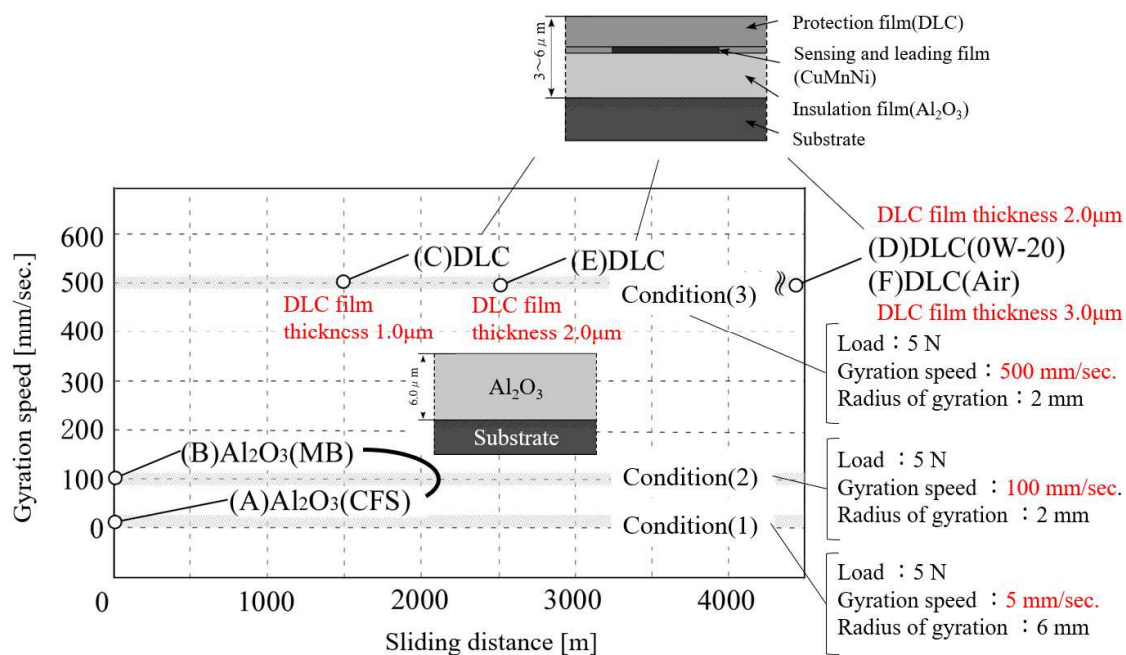 Protection film(DLC)
Sensing and leading film
(CuMnNi)
Insulation film(Al₂O₃)
Substrate
3～6μm
Gyration speed [mm/sec.]
600
500
400
300
200
100
0
0
1000
2000
3000
4000
Sliding distance [m]
(C)DLC
DLC film
thickness 1.0μm
(E)DLC
DLC film
thickness 2.0μm
Condition(3)
DLC film thickness 2.0μm
(D)DLC(0W-20)
(F)DLC(Air)
DLC film thickness 3.0μm
Load：5 N
Gyration speed：500 mm/sec.
Radius of gyration：2 mm
6.0μm
Al₂O₃
Substrate
(B)Al₂O₃(MB)
(A)Al₂O₃(CFS)
Condition(2)
Load ：5 N
Gyration speed：100 mm/sec.
Radius of gyration：2 mm
Condition(1)
Load ：5 N
Gyration speed ：5 mm/sec.
Radius of gyration：6 mm